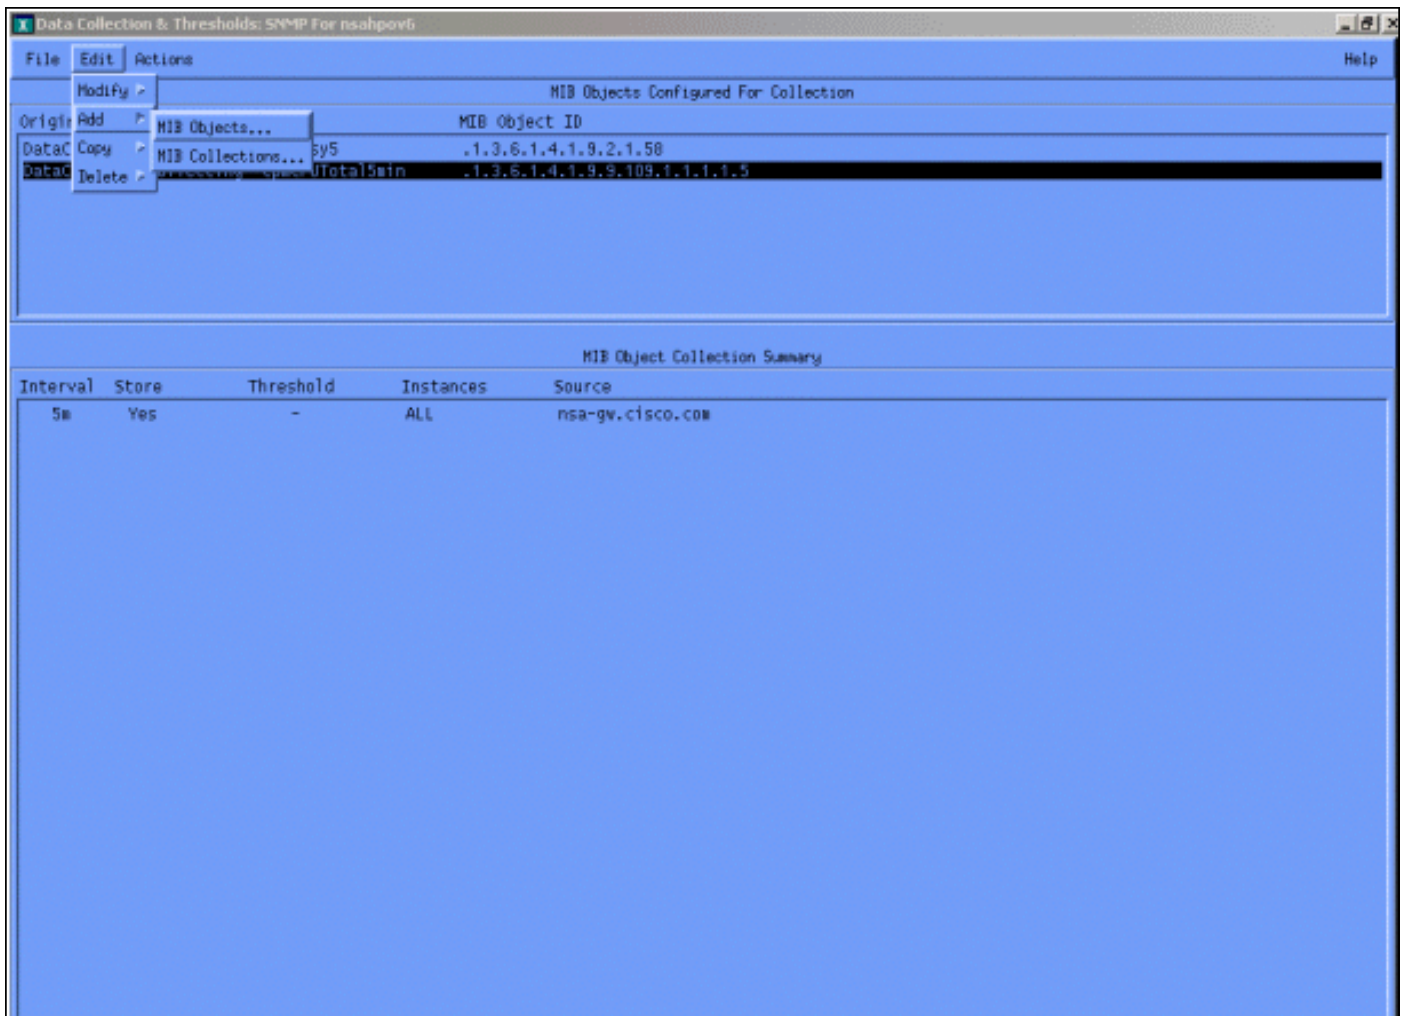 Data Collection & Thresholds: SNMP For nsahpov6
File Edit Actions Help
Modify
MIB Objects Configured For Collection
Add MIB Objects... MIB Object ID
Copy MIB Collections... .1.3.6.1.4.1.9.2.1.58
Delete .1.3.6.1.4.1.9.9.109.1.1.1.1.5
MIB Object Collection Summary
Interval Store Threshold Instances Source
5m Yes - ALL nsa-gw.cisco.com